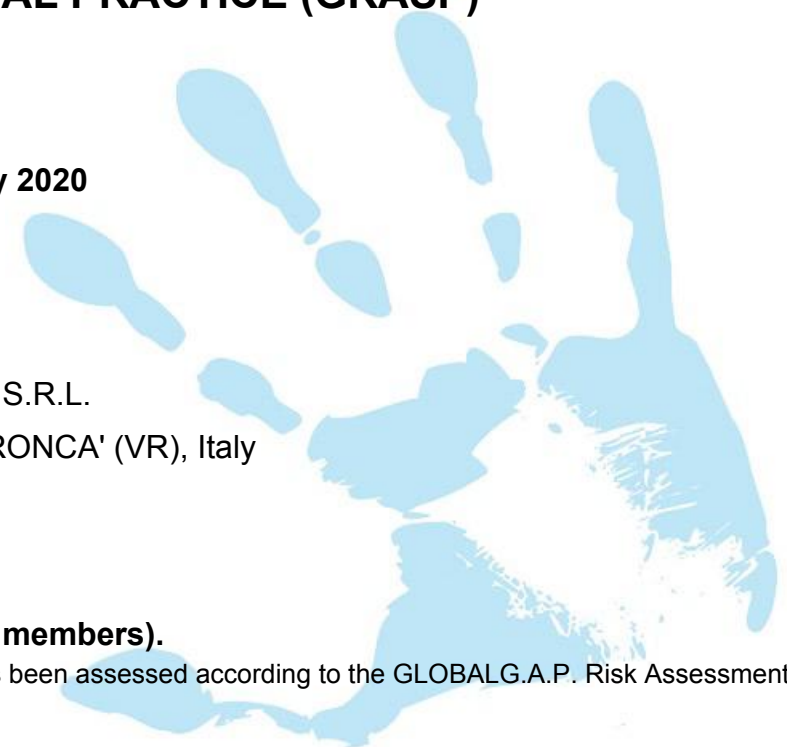 AL PRACTICE (GRASP)
y 2020
S.R.L.
RONCA' (VR), Italy
members).
been assessed according to the GLOBALG.A.P. Risk Assessment